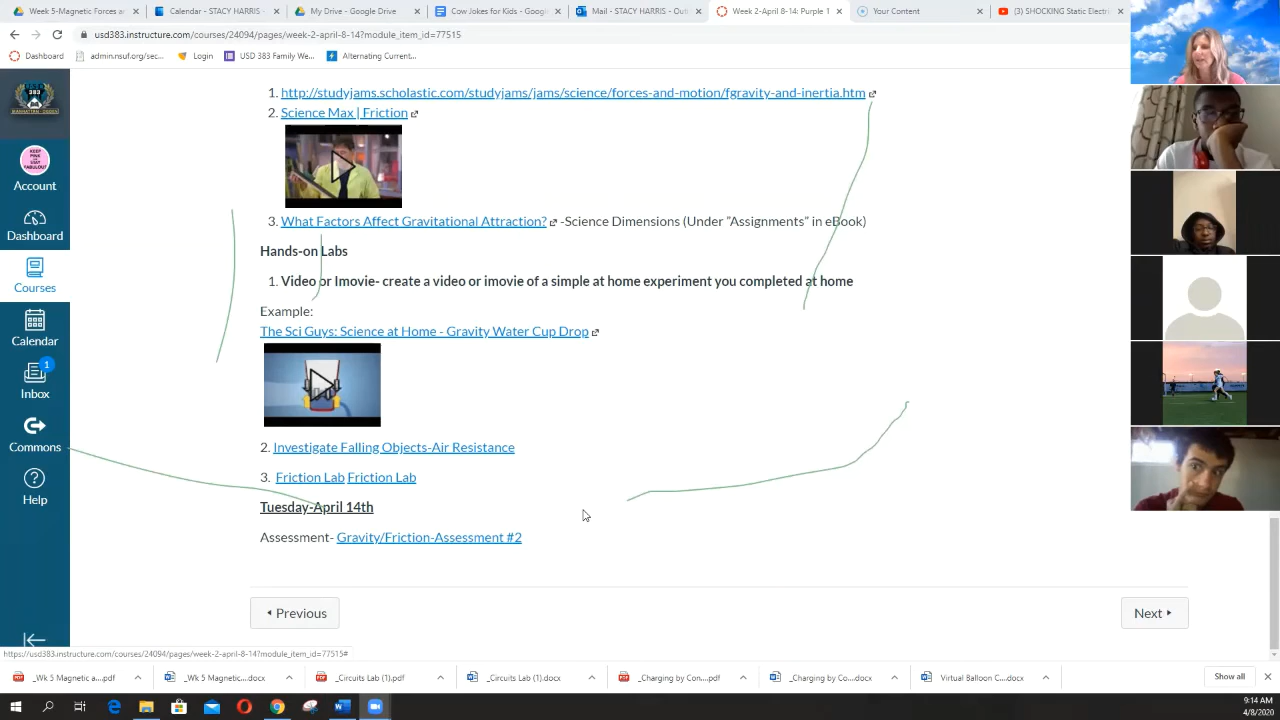 Week 5-Magnetic Forces a
Calendar - STACY HARRIS -
My Drive - Google Drive
Cow Jokes for Kids - Goog
Mail - STACY HARRIS - Out
Week 2-April 8-14: Purple 1
Your Content
(3) SHOCKING Static Electri
usd383.instructure.com/courses/24094/pages/week-2-april-8-14?module_item_id=77515
Dashboard
admin.nsuf.org/sec...
Login
USD 383 Family We...
Alternating Current...
383
MANHATTAN - OGDEN
Account
Dashboard
Courses
Calendar
1
Inbox
Commons
Help
1. http://studyjams.scholastic.com/studyjams/jams/science/forces-and-motion/fgravity-and-inertia.htm
2. Science Max | Friction
3. What Factors Affect Gravitational Attraction? -Science Dimensions (Under "Assignments" in eBook)
Hands-on Labs
1. Video or Imovie- create a video or imovie of a simple at home experiment you completed at home
Example:
The Sci Guys: Science at Home - Gravity Water Cup Drop
2. Investigate Falling Objects-Air Resistance
3. Friction Lab Friction Lab
Tuesday-April 14th
Assessment- Gravity/Friction-Assessment #2
Previous
Next
https://usd383.instructure.com/courses/24094/pages/week-2-april-8-14?module_item_id=77515#
_Wk 5 Magnetic a....pdf
_Wk 5 Magnetic....docx
_Circuits Lab (1).pdf
_Circuits Lab (1).docx
_Charging by Con....pdf
_Charging by Co....docx
Virtual Balloon C....docx
Show all
9:14 AM
4/8/2020